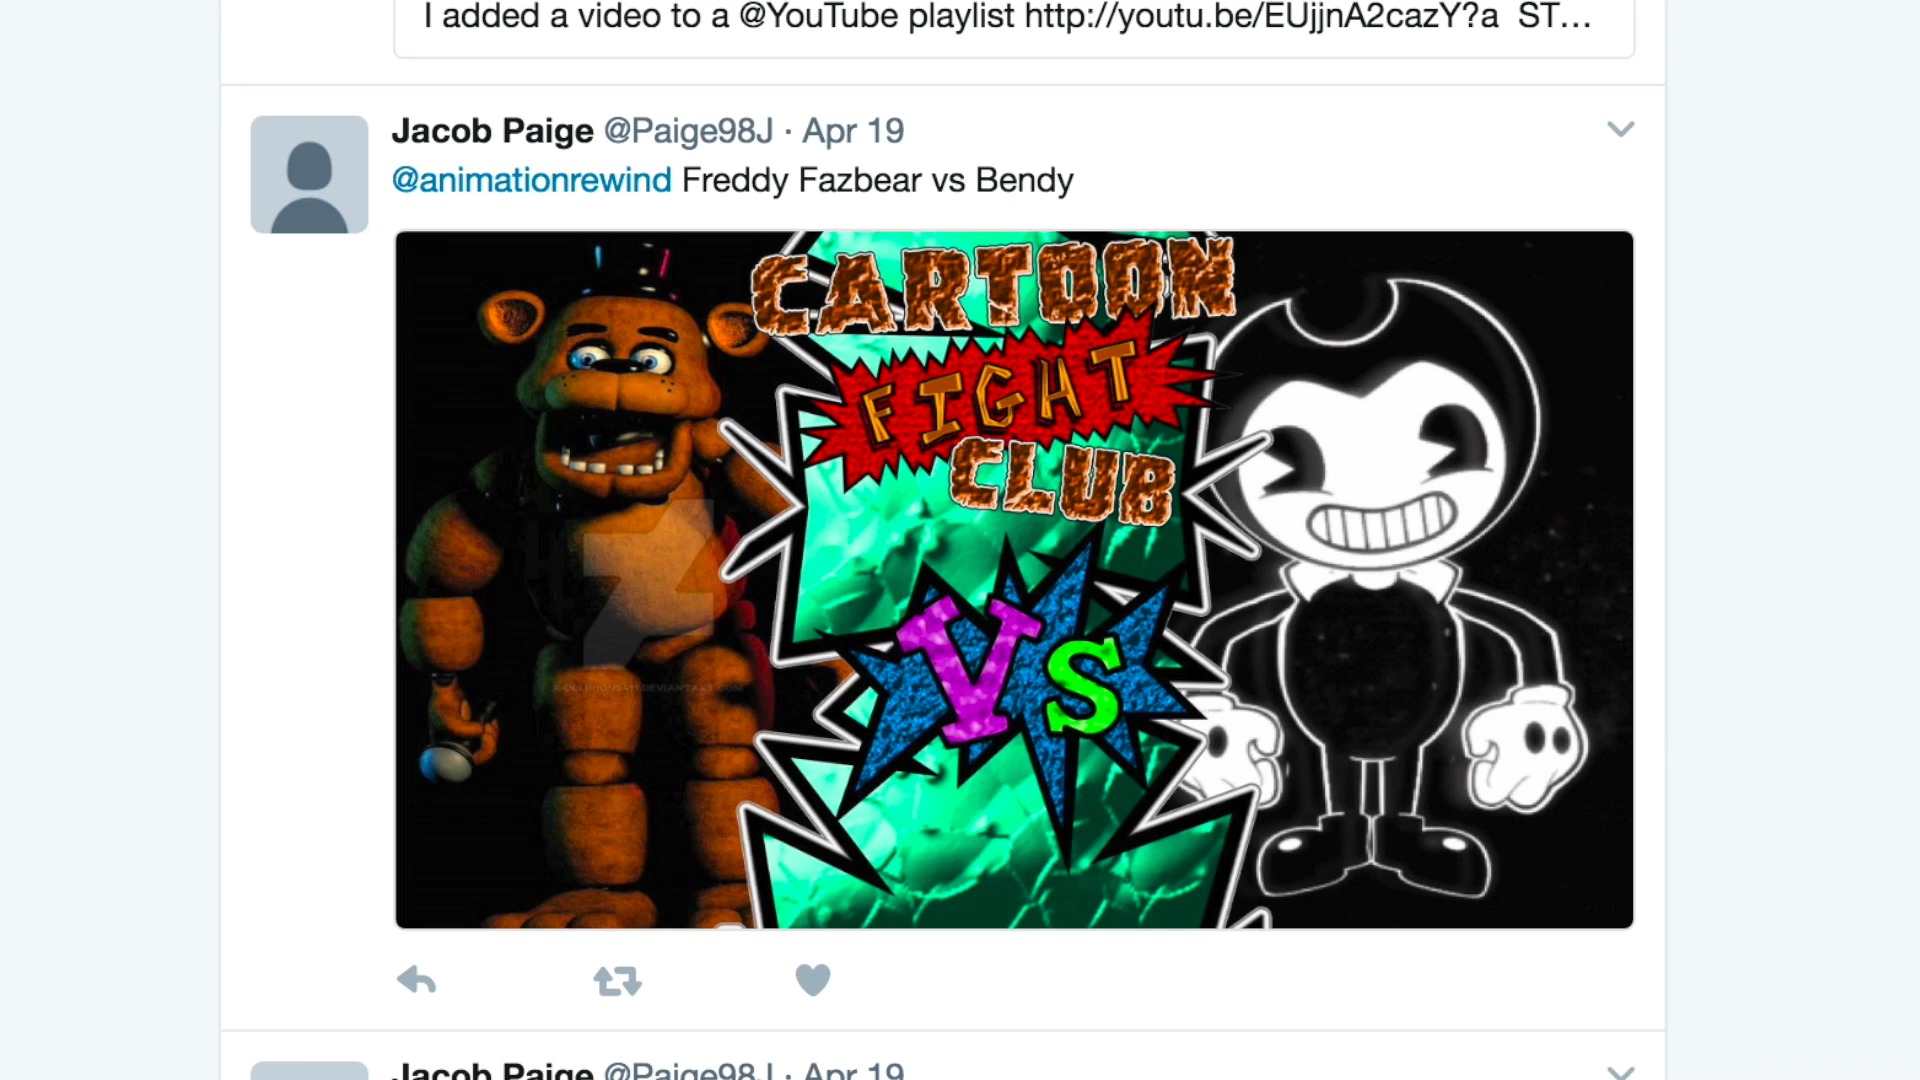 I added a video to a @YouTube playlist http://youtu.be/EUjjnA2cazY?a ST...
Jacob Paige @Paige98J · Apr 19
@animationrewind Freddy Fazbear vs Bendy
CARTOON
FIGHT
CLUB
Vs
Jacob Paige @Paige98J · Apr 19